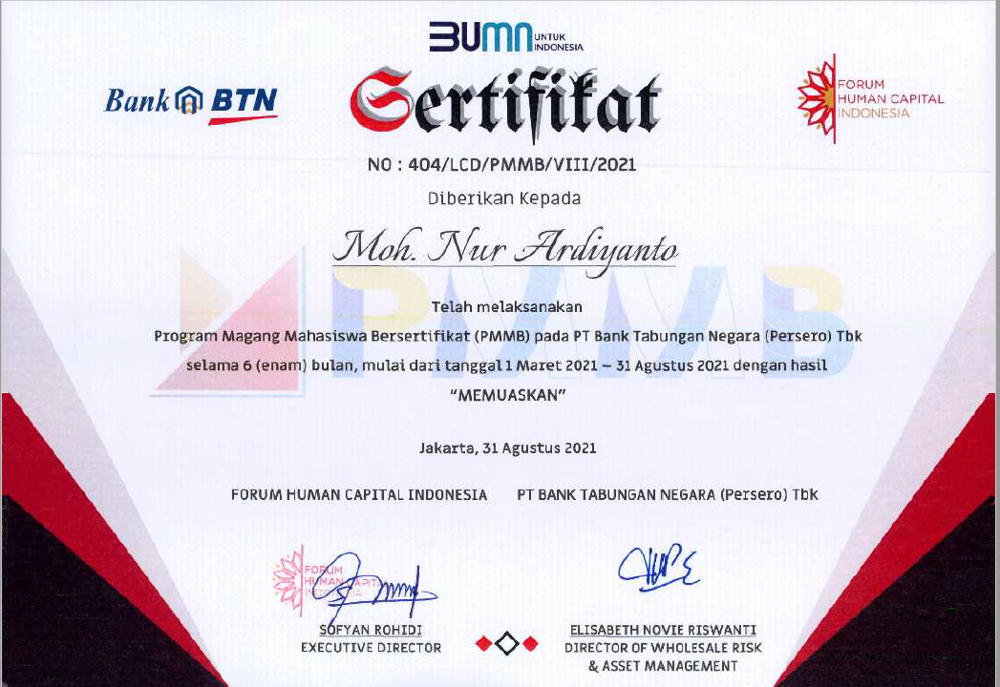 BUMN UNTUK
INDONESIA
Bank BTN
Sertifikat
FORUM
HUMAN CAPITAL
INDONESIA
NO : 404/LCD/PMMB/VIII/2021
Diberikan Kepada
Moh. Nur Ardiyanto
PMMB
Telah melaksanakan
Program Magang Mahasiswa Bersertifikat (PMMB) pada PT Bank Tabungan Negara (Persero) Tbk
selama 6 (enam) bulan, mulai dari tanggal 1 Maret 2021 – 31 Agustus 2021 dengan hasil
“MEMUASKAN”
Jakarta, 31 Agustus 2021
FORUM HUMAN CAPITAL INDONESIA
PT BANK TABUNGAN NEGARA (Persero) Tbk
FORUM
HUMAN CAPITAL
INDONESIA
SOFYAN ROHIDI
EXECUTIVE DIRECTOR
ELISABETH NOVIE RISWANTI
DIRECTOR OF WHOLESALE RISK
& ASSET MANAGEMENT